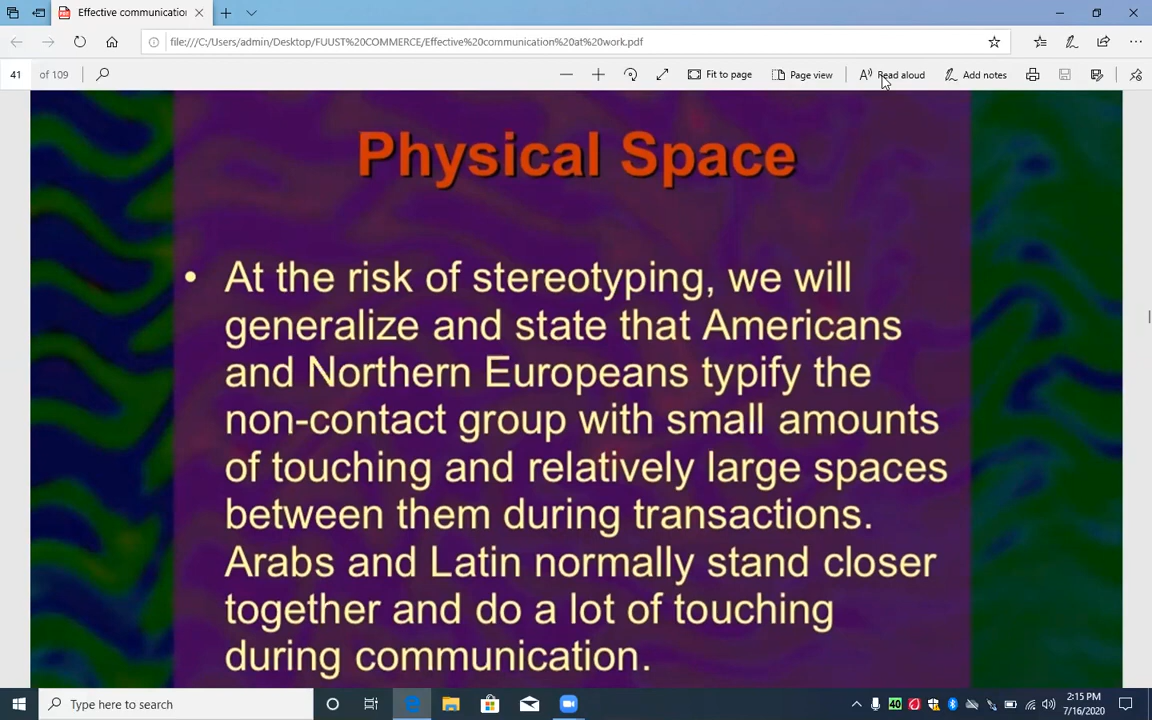 Effective communication
file:///C:/Users/admin/Desktop/FUUST%20COMMERCE/Effective%20communication%20at%20work.pdf
41 of 109
Fit to page
Page view
Read aloud
Add notes
Physical Space
• At the risk of stereotyping, we will
generalize and state that Americans
and Northern Europeans typify the
non-contact group with small amounts
of touching and relatively large spaces
between them during transactions.
Arabs and Latin normally stand closer
together and do a lot of touching
during communication.
Type here to search
40
2:15 PM
7/16/2020